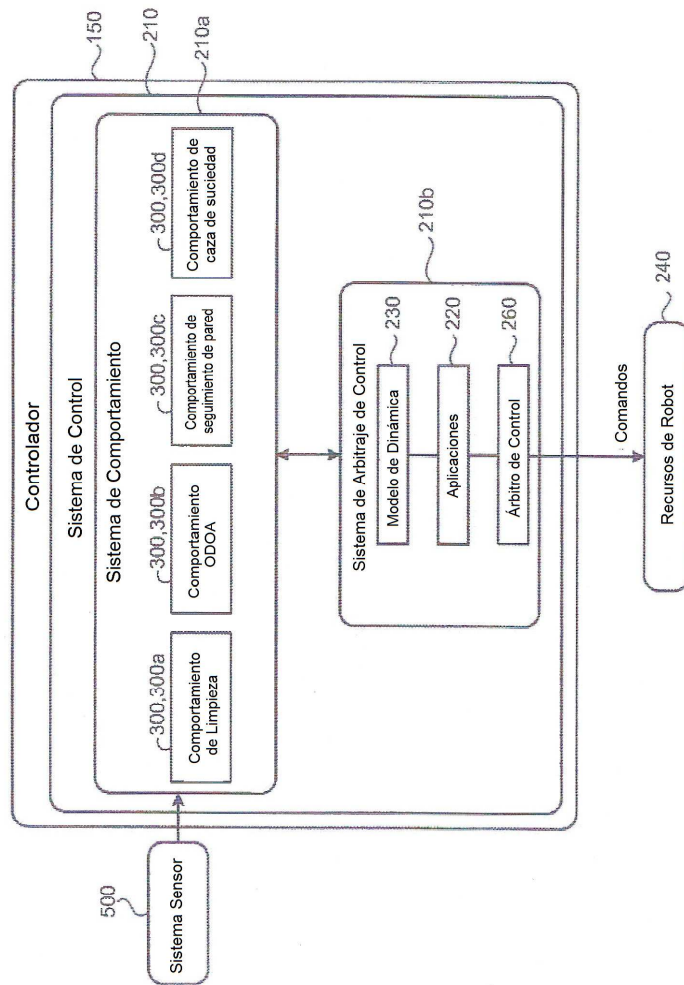 Controlador
150
Sistema de Control
210
Sistema de Comportamiento
210a
300,300a
Comportamiento
de Limpieza
300,300b
Comportamiento
ODOA
300,300c
Comportamiento de
seguimiento de pared
300,300d
Comportamiento de
caza de suciedad
500
Sistema Sensor
210b
Sistema de Arbitraje de Control
Modelo de Dinámica
230
Aplicaciones
220
Árbitro de Control
260
Comandos
Recursos de Robot
240